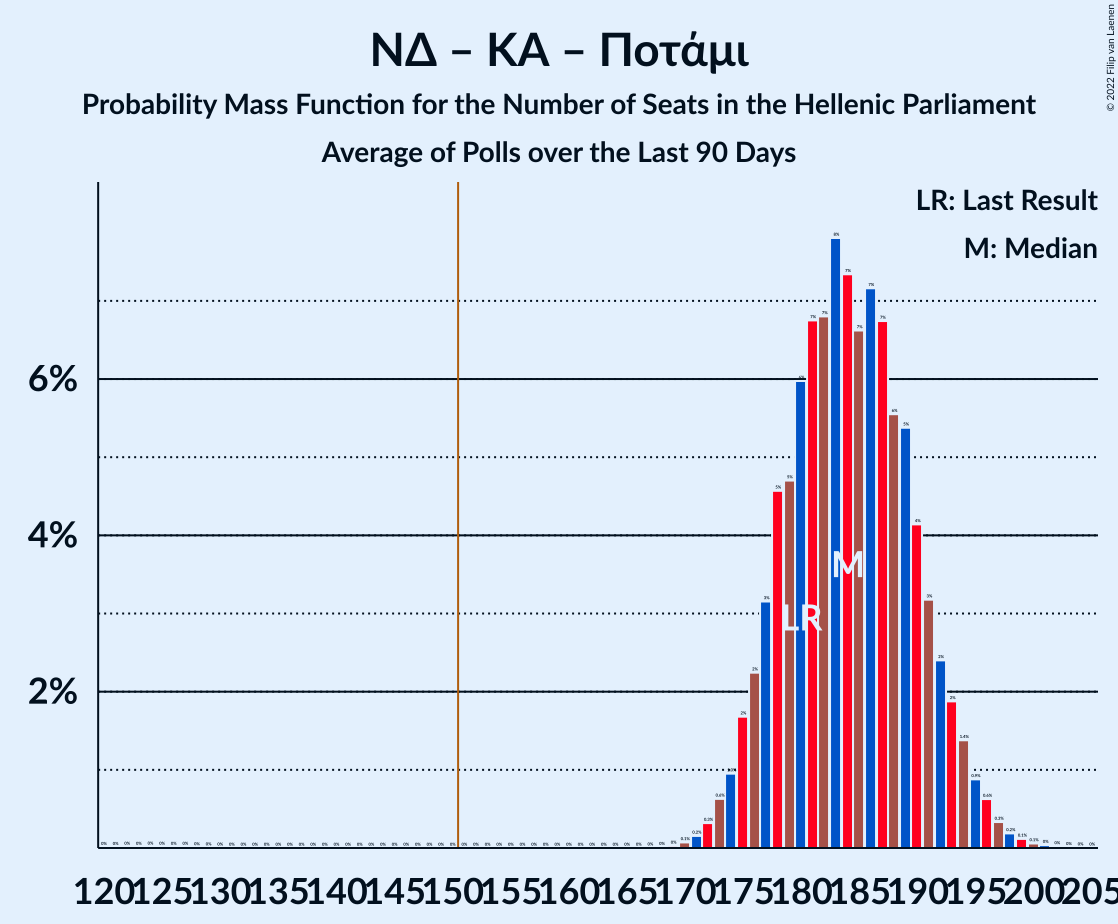 © 2022 Filip van Laenen
ΝΔ – ΚΑ – Ποτάμι
Probability Mass Function for the Number of Seats in the Hellenic Parliament
Average of Polls over the Last 90 Days
LR: Last Result
M: Median
6%
4%
2%
M
LR
120 125 130 135 140 145 150 155 160 165 170 175 180 185 190 195 200 205